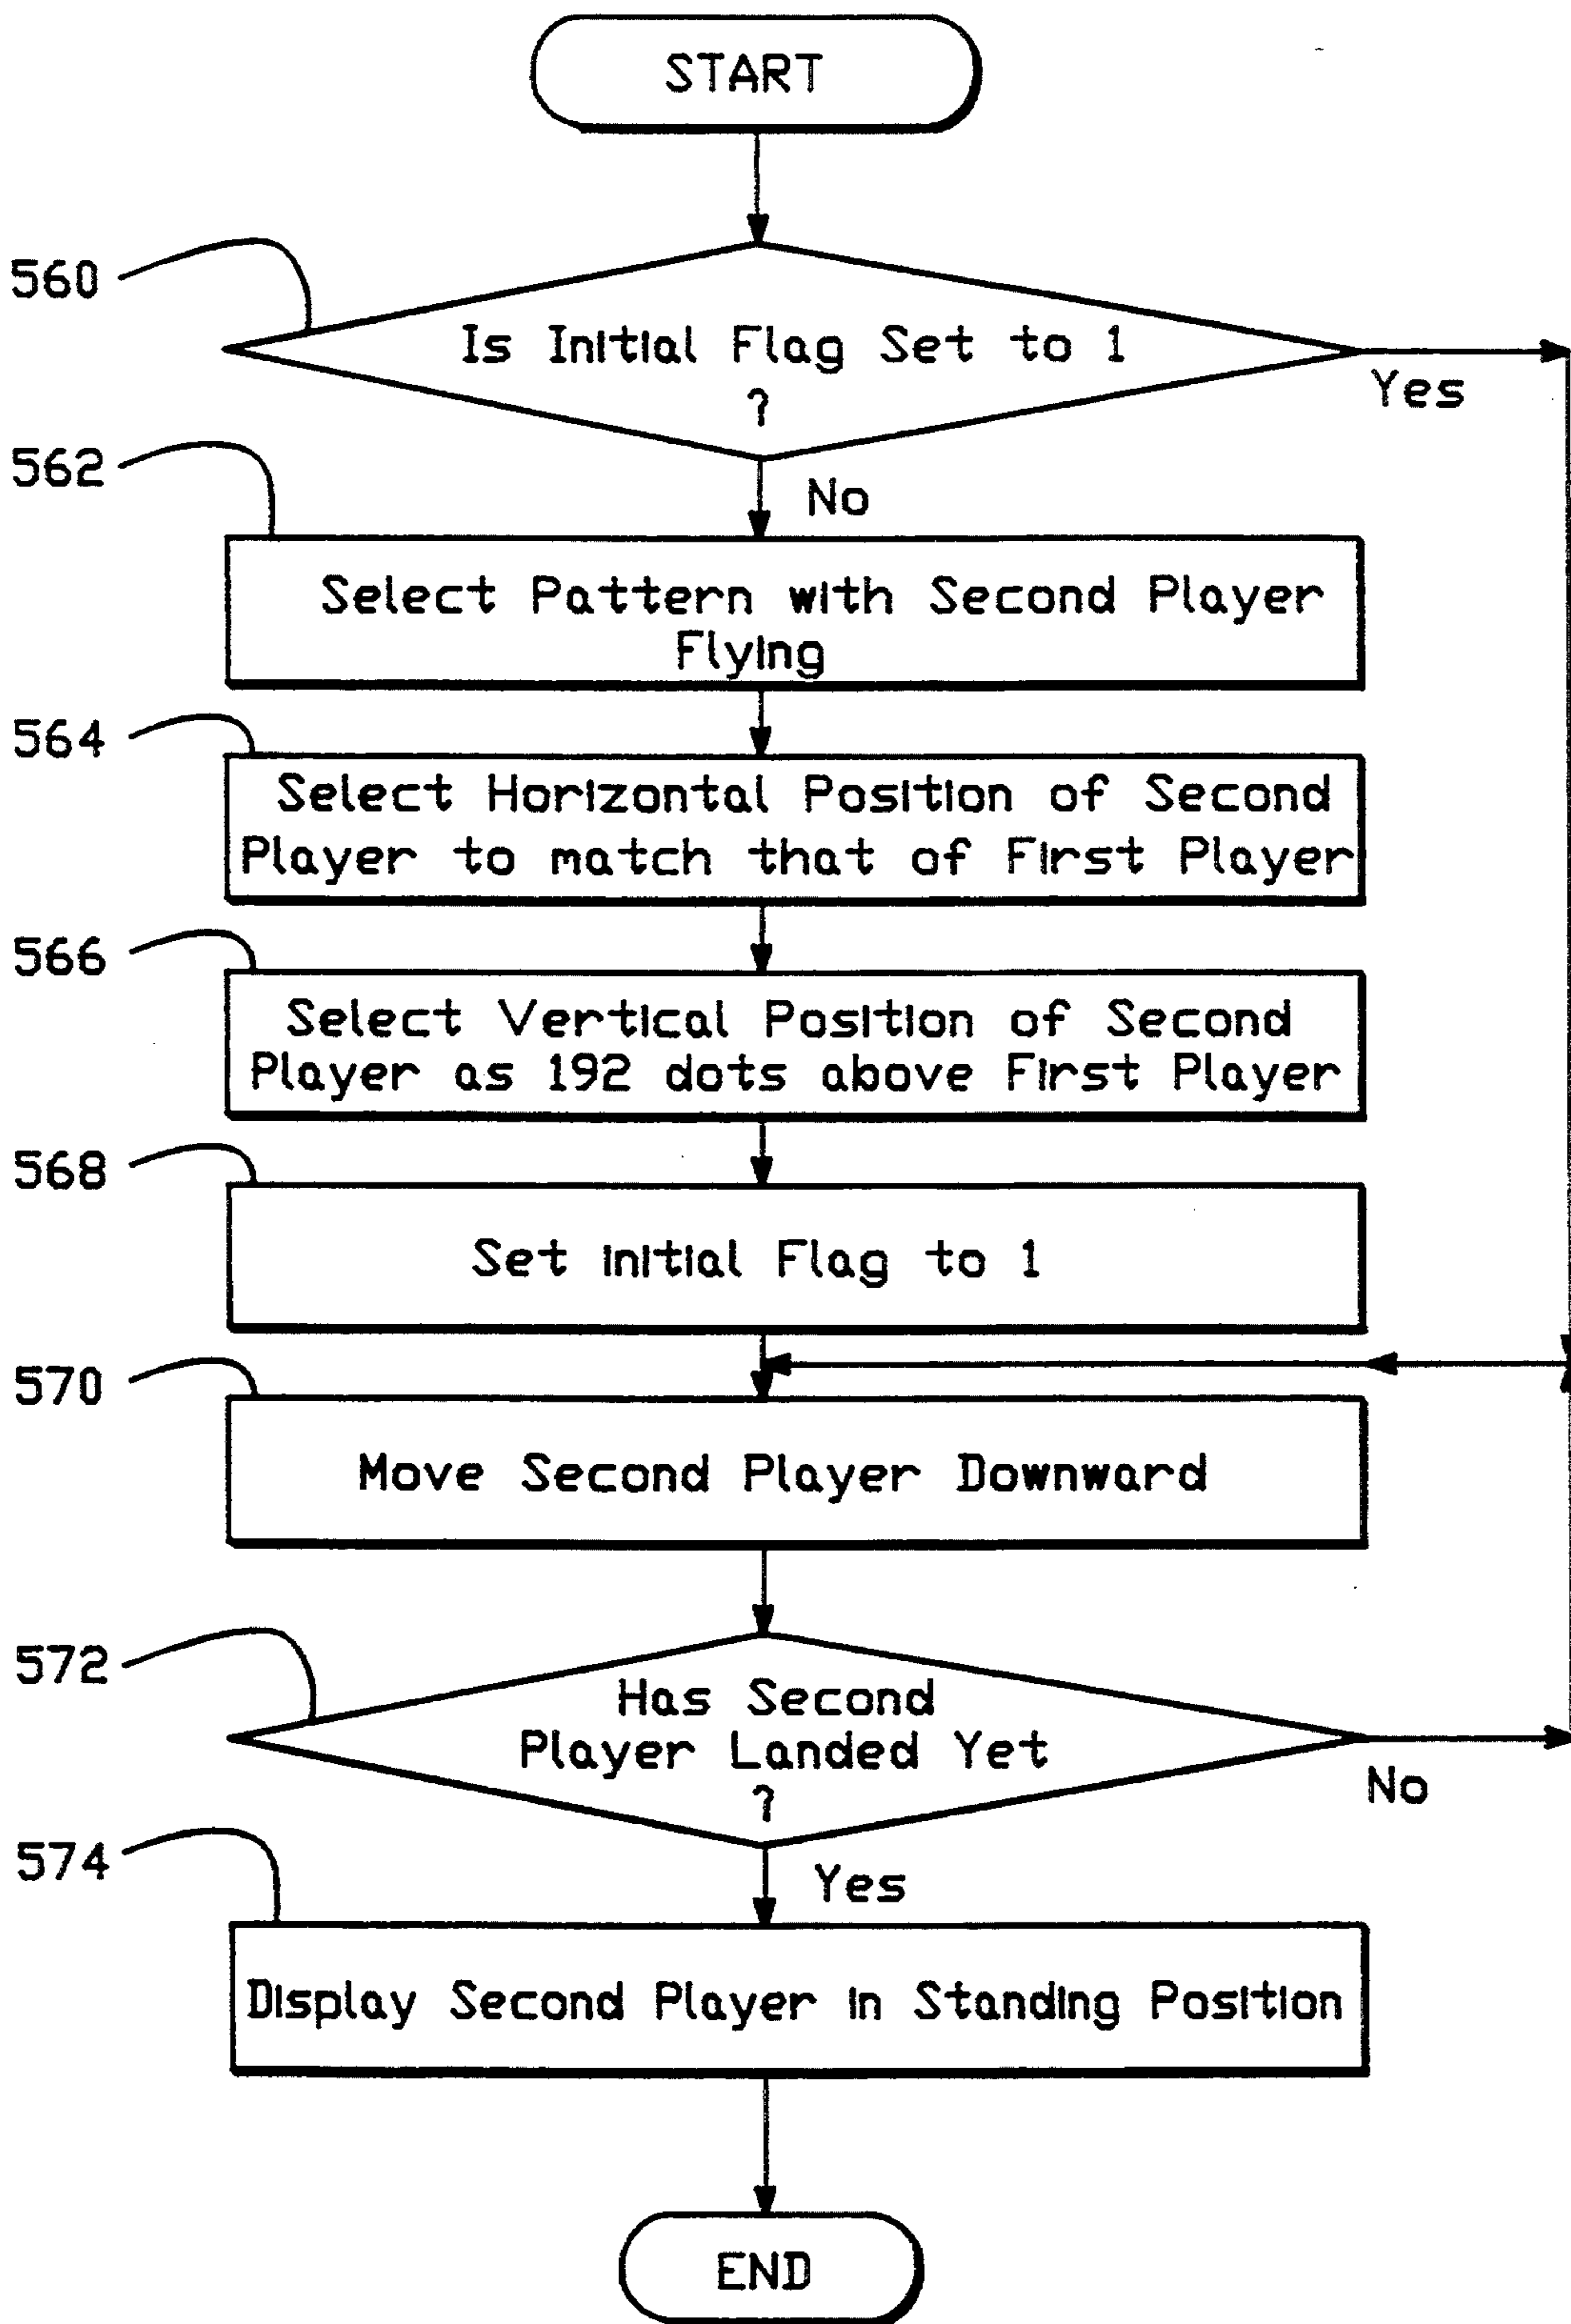 START
560
Is Initial Flag Set to 1
?
Yes
562
No
Select Pattern with Second Player
Flying
564
Select Horizontal Position of Second
Player to match that of First Player
566
Select Vertical Position of Second
Player as 192 dots above First Player
568
Set initial Flag to 1
570
Move Second Player Downward
572
Has Second
Player Landed Yet
?
No
574
Yes
Display Second Player in Standing Position
END